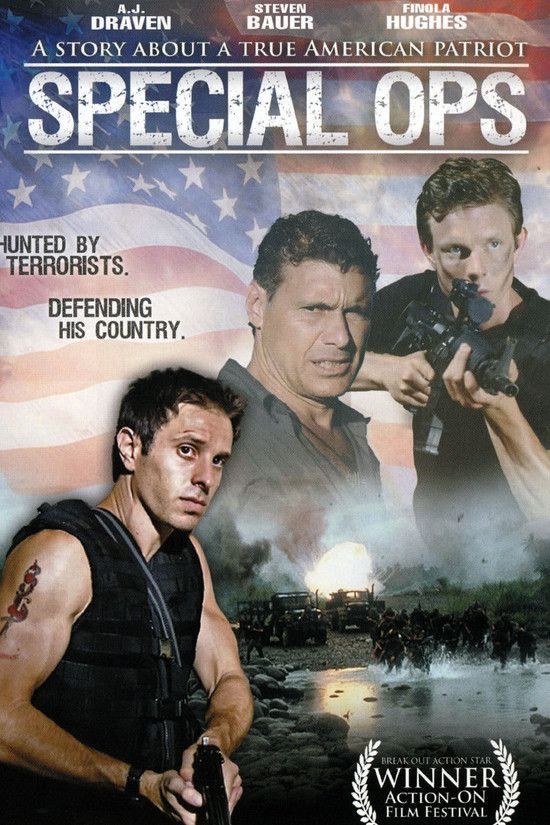 A.J. DRAVEN
STEVEN BAUER
FINOLA HUGHES
A STORY ABOUT A TRUE AMERICAN PATRIOT
SPECIAL OPS
HUNTED BY
TERRORISTS.
DEFENDING
HIS COUNTRY.
BREAK OUT ACTION STAR
WINNER
ACTION-ON
FILM FESTIVAL